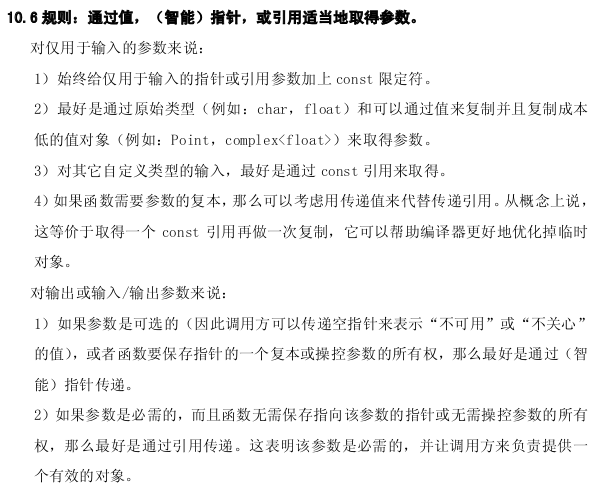 10.6 规则：通过值，（智能）指针，或引用适当地取得参数。
对仅用于输入的参数来说：
1）始终给仅用于输入的指针或引用参数加上 const 限定符。
2）最好是通过原始类型（例如：char，float）和可以通过值来复制并且复制成本
低的值对象（例如：Point，complex<float>）来取得参数。
3）对其它自定义类型的输入，最好是通过 const 引用来取得。
4）如果函数需要参数的复本，那么可以考虑用传递值来代替传递引用。从概念上说，
这等价于取得一个 const 引用再做一次复制，它可以帮助编译器更好地优化掉临时
对象。
对输出或输入/输出参数来说：
1）如果参数是可选的（因此调用方可以传递空指针来表示“不可用”或“不关心”
的值），或者函数要保存指针的一个复本或操控参数的所有权，那么最好是通过（智
能）指针传递。
2）如果参数是必需的，而且函数无需保存指向该参数的指针或无需操控参数的所有
权，那么最好是通过引用传递。这表明该参数是必需的，并让调用方来负责提供一
个有效的对象。